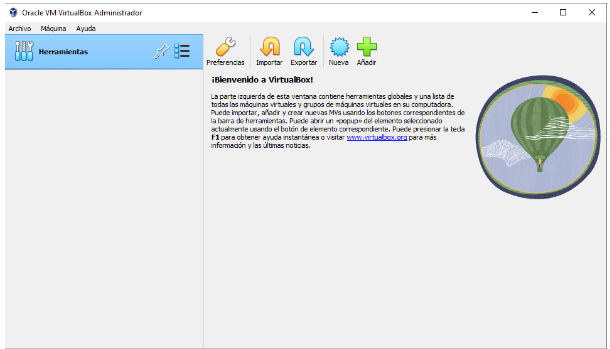 Oracle VM VirtualBox Administrador
Archivo Máquina Ayuda
Herramientas
Preferencias Importar Exportar Nueva Añadir
¡Bienvenido a VirtualBox!
La parte izquierda de esta ventana contiene herramientas globales y una lista de
todas las máquinas virtuales y grupos de máquinas virtuales en su computadora.
Puede importar, añadir y crear nuevas MVs usando los botones correspondientes de
la barra de herramientas. Puede abrir un «popup» del elemento seleccionado
actualmente usando el botón de elemento correspondiente. Puede presionar la tecla
F1 para obtener ayuda instantánea o visitar www.virtualbox.org para más
información y las últimas noticias.